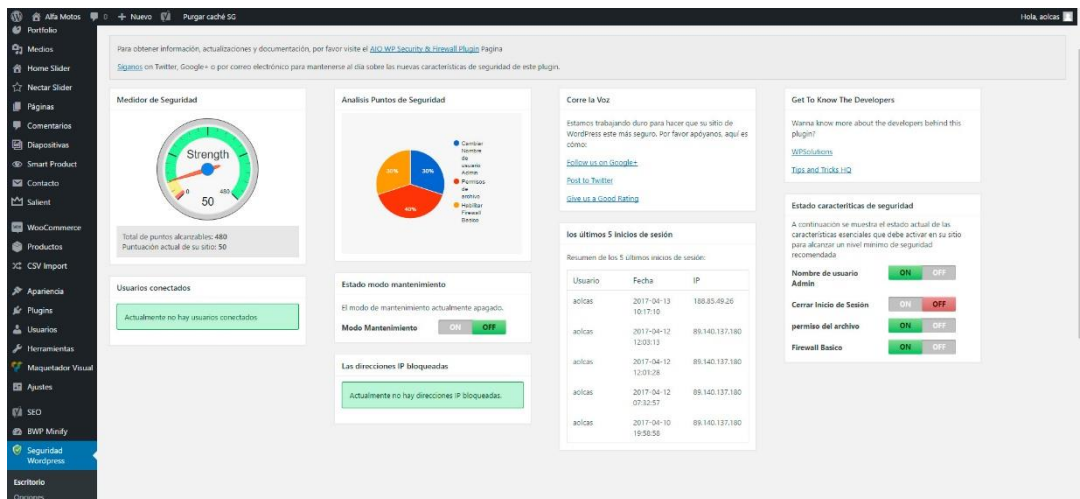 Alfa Motos
0
Nuevo
Purgar caché SG
Hola, aolcas
Portfolio
Medios
Home Slider
Nectar Slider
Páginas
Comentarios
Diapositivas
Smart Product
Contacto
Salient
WooCommerce
Productos
CSV Import
Apariencia
Plugins
Usuarios
Herramientas
Maquetador Visual
Ajustes
SEO
BWP Minify
Seguridad
Wordpress
Escritorio
Opciones
Para obtener información, actualizaciones y documentación, por favor visite el AIO WP Security & Firewall Plugin Pagina
Síganos on Twitter, Google+ o por correo electrónico para mantenerse al día sobre las nuevas características de seguridad de este plugin.
Medidor de Seguridad
Strength
0
480
50
Total de puntos alcanzables: 480
Puntuación actual de su sitio: 50
Usuarios conectados
Actualmente no hay usuarios conectados
Analisis Puntos de Seguridad
30%
30%
40%
Cambiar
Nombre
de
usuario
Admin
Permisos
de
archivo
Habilitar
Firewall
Basico
Estado modo mantenimiento
El modo de mantenimiento actualmente apagado.
Modo Mantenimiento ON OFF
Las direcciones IP bloqueadas
Actualmente no hay direcciones IP bloqueadas.
Corre la Voz
Estamos trabajando duro para hacer que su sitio de
WordPress este más seguro. Por favor apóyanos, aquí es
cómo:
Follow us on Google+
Post to Twitter
Give us a Good Rating
los últimos 5 inicios de sesión
Resumen de los 5 últimos inicios de sesión:
Usuario Fecha IP
aolcas 2017-04-13 188.85.49.26
10:17:10
aolcas 2017-04-12 89.140.137.180
12:03:13
aolcas 2017-04-12 89.140.137.180
12:01:28
aolcas 2017-04-12 89.140.137.180
07:32:57
aolcas 2017-04-10 89.140.137.180
19:58:58
Get To Know The Developers
Wanna know more about the developers behind this
plugin?
WPSolutions
Tips and Tricks HQ
Estado caracteríticas de seguridad
A continuación se muestra el estado actual de las
características esenciales que debe activar en su sitio
para alcanzar un nivel mínimo de seguridad
recomendada
Nombre de usuario
Admin ON OFF
Cerrar Inicio de Sesión ON OFF
permiso del archivo ON OFF
Firewall Basico ON OFF